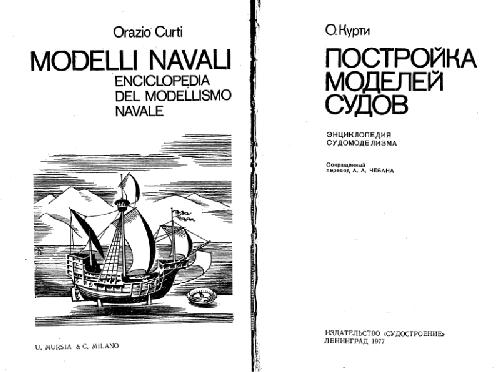 Orazio Curti
MODELLI NAVALI
ENCICLOPEDIA
DEL MODELLISMO
NAVALE
U. MURSIA & C. MILANO
О. Курти
ПОСТРОЙКА
МОДЕЛЕЙ
СУДОВ
ЭНЦИКЛОПЕДИЯ
СУДОМОДЕЛИЗМА
Сокращенный
перевод А. А. ЧЕБАНА
ИЗДАТЕЛЬСТВО «СУДОСТРОЕНИЕ»
ЛЕНИНГРАД 1977